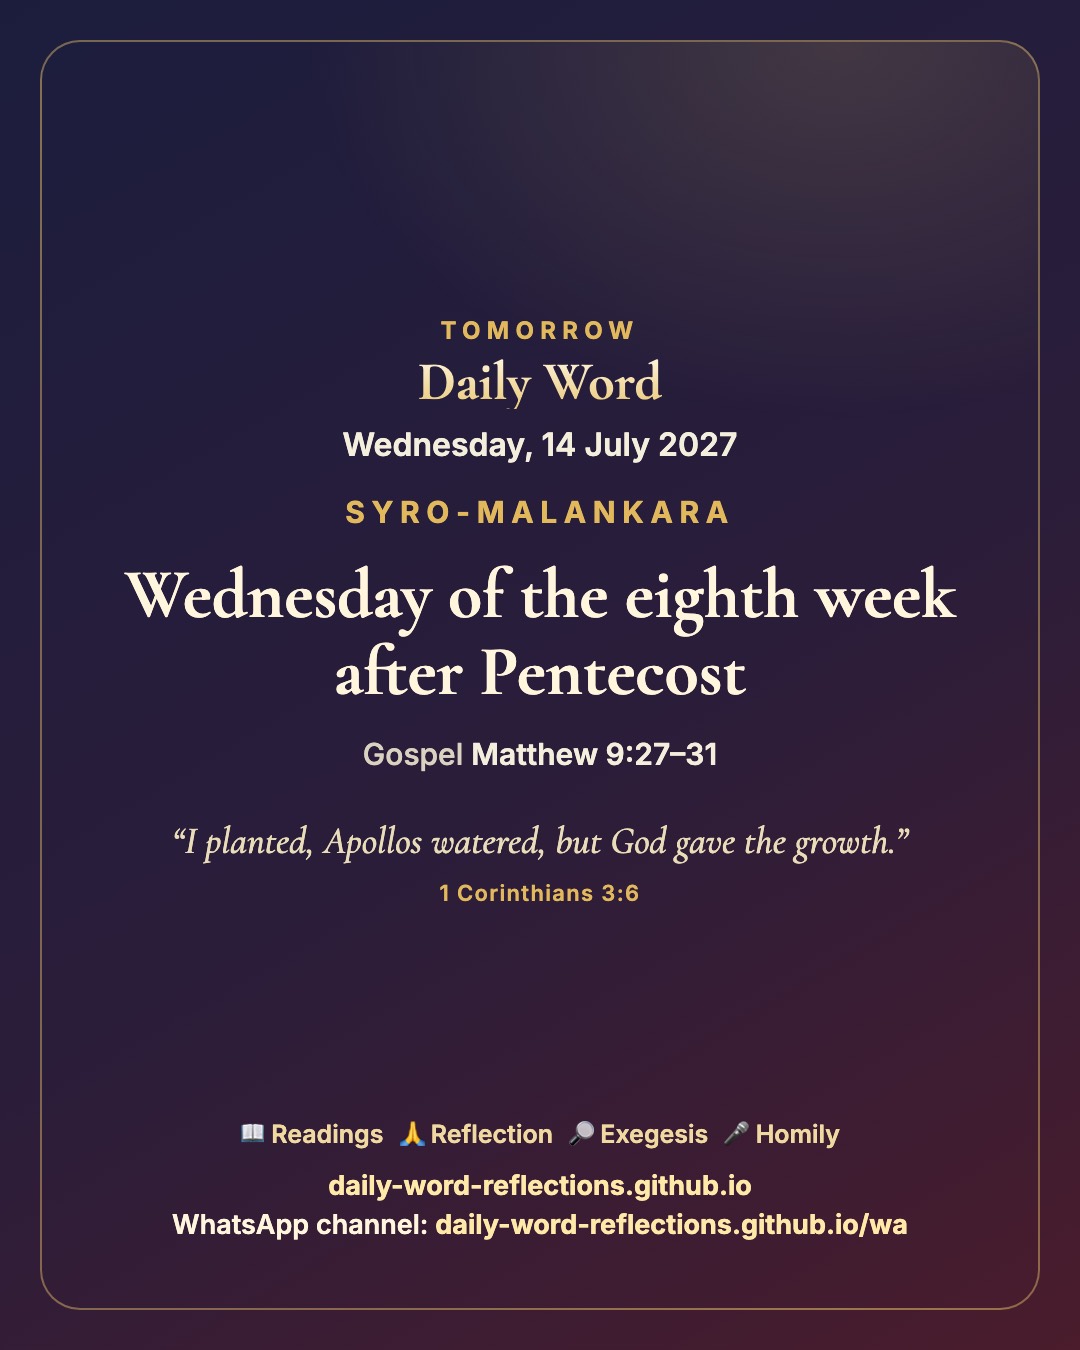 TOMORROW
Daily Word
Wednesday, 14 July 2027
SYRO-MALANKARA
Wednesday of the eighth week
after Pentecost
Gospel Matthew 9:27–31
“I planted, Apollos watered, but God gave the growth.”
1 Corinthians 3:6
📖 Readings 🙏 Reflection 🔎 Exegesis 🎤 Homily
daily-word-reflections.github.io
WhatsApp channel: daily-word-reflections.github.io/wa